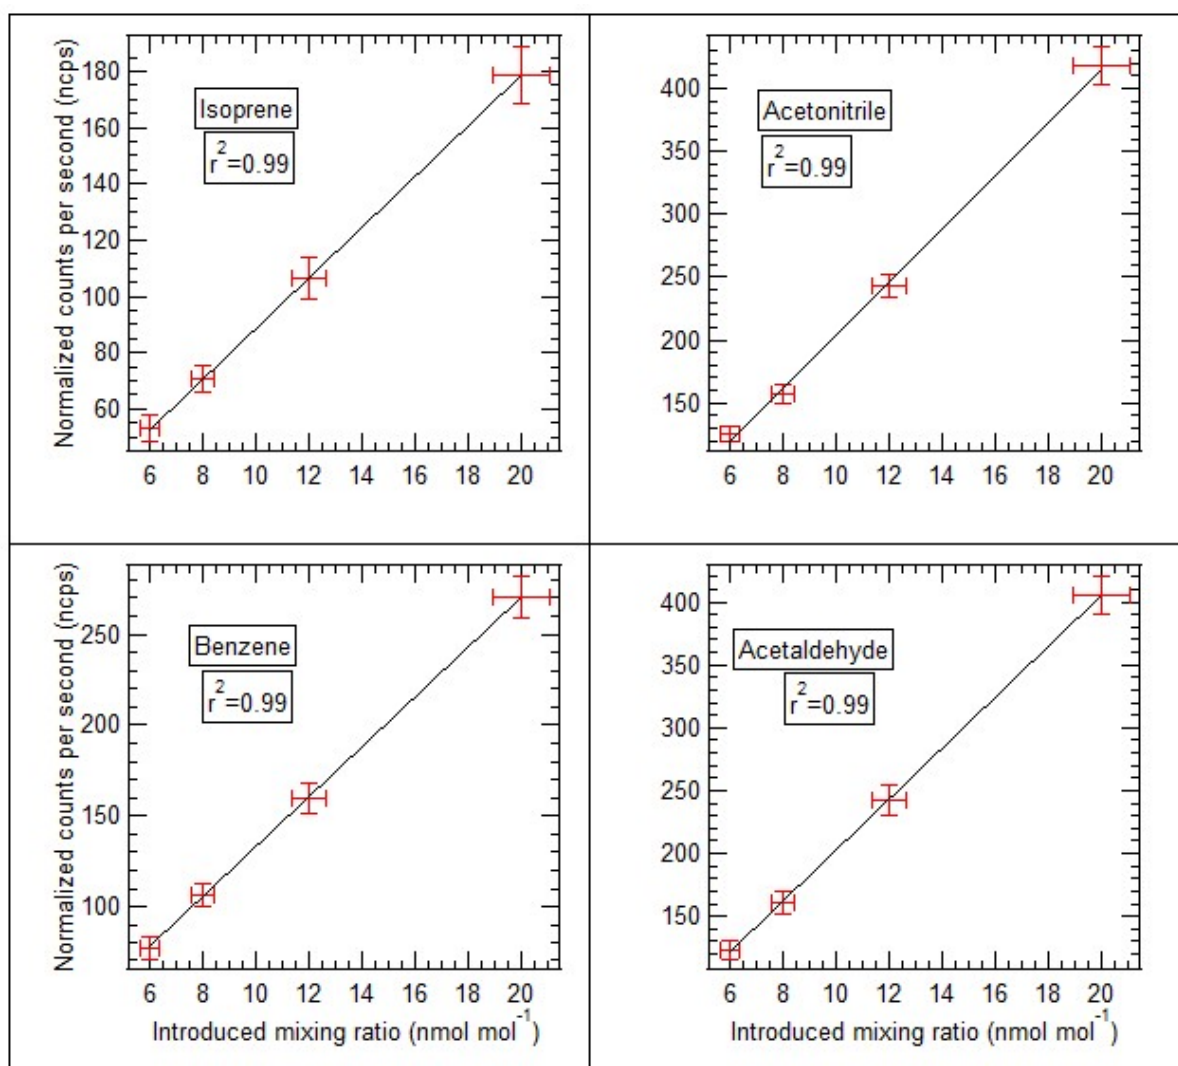 Normalized counts per second (ncps)
180
160
140
120
100
80
60
Isoprene
r²=0.99
6 8 10 12 14 16 18 20
400
350
300
250
200
150
Acetonitrile
r²=0.99
6 8 10 12 14 16 18 20
Normalized counts per second (ncps)
250
200
150
100
Benzene
r²=0.99
6 8 10 12 14 16 18 20
Introduced mixing ratio (nmol mol⁻¹)
400
350
300
250
200
150
Acetaldehyde
r²=0.99
6 8 10 12 14 16 18 20
Introduced mixing ratio (nmol mol⁻¹)